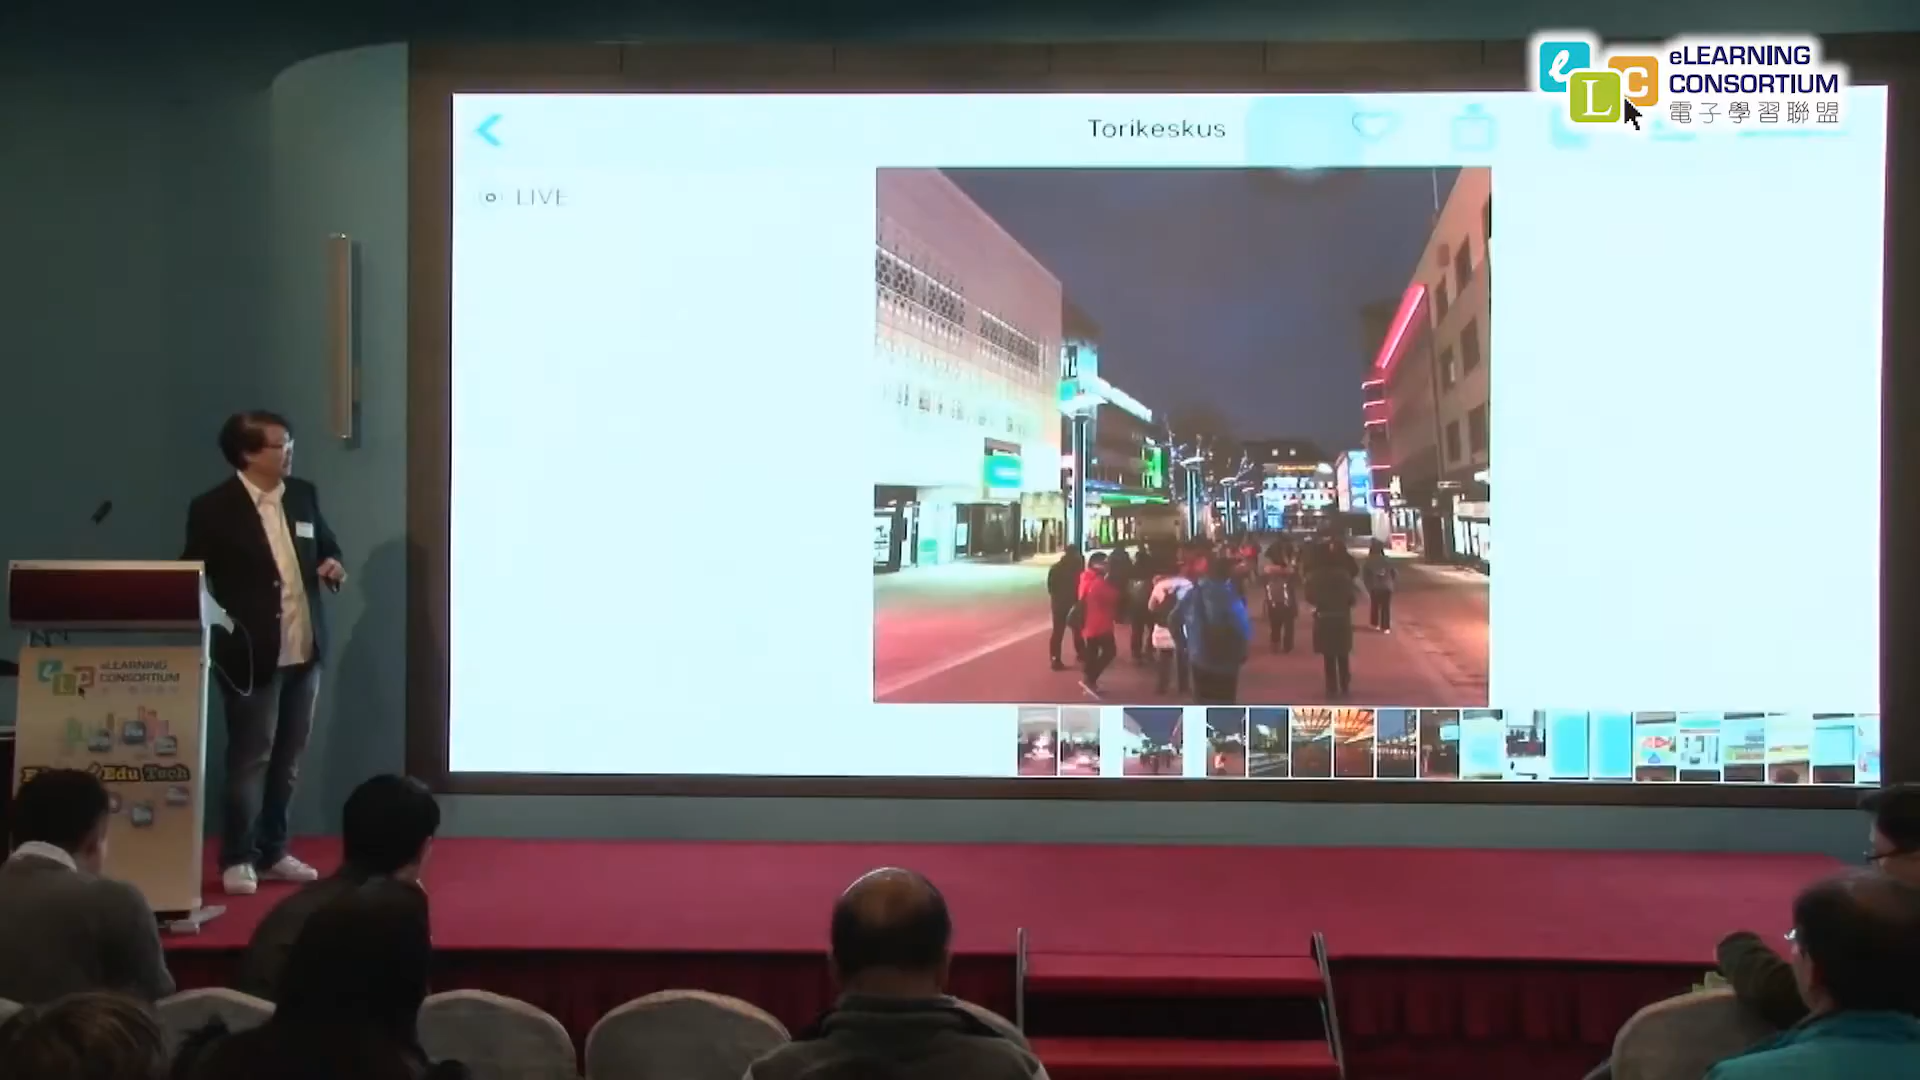 eLEARNING
CONSORTIUM
電子學習聯盟
e
L
C
Torikeskus
LIVE
eLEARNING
CONSORTIUM
e
L
C
Edu Tech